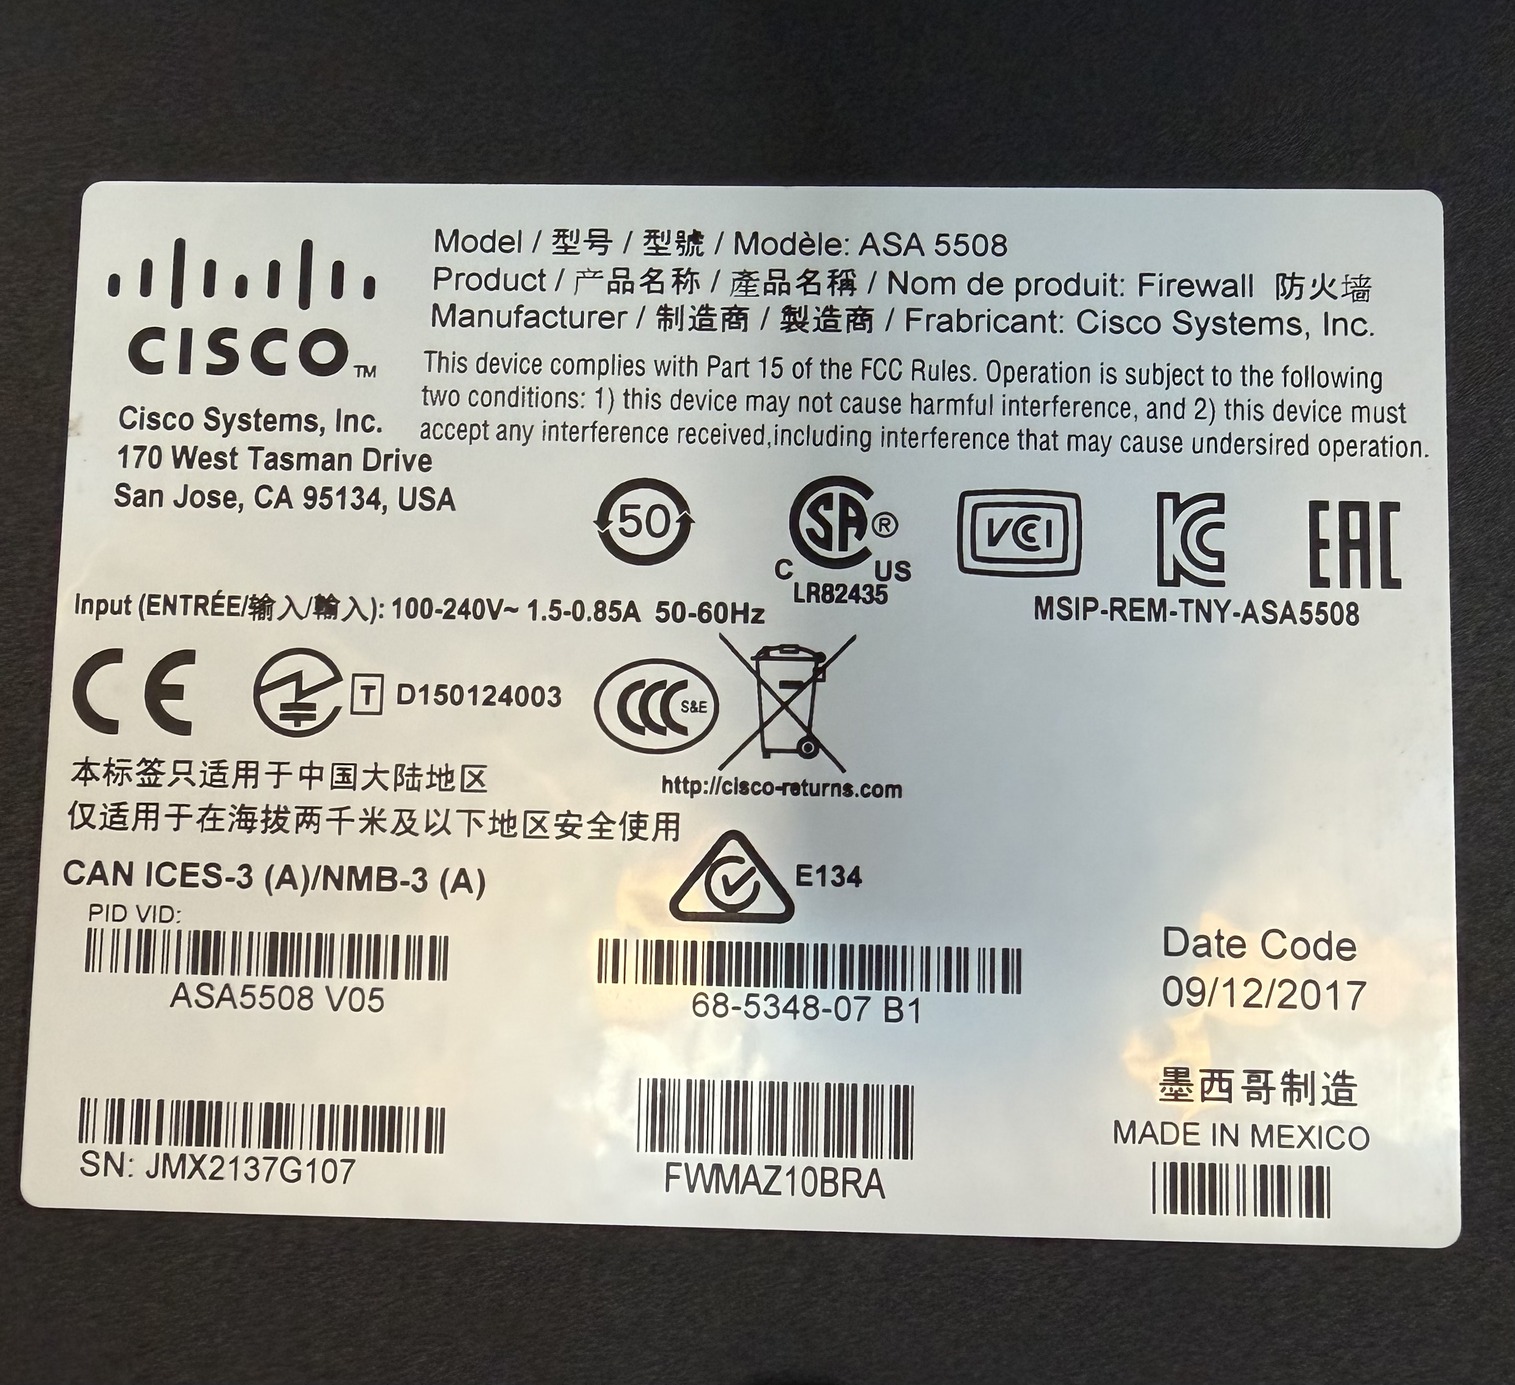 CISCO™
Cisco Systems, Inc.
170 West Tasman Drive
San Jose, CA 95134, USA
Model / 型号 / 型號 / Modèle: ASA 5508
Product / 产品名称 / 產品名稱 / Nom de produit: Firewall 防火墙
Manufacturer / 制造商 / 製造商 / Frabricant: Cisco Systems, Inc.
This device complies with Part 15 of the FCC Rules. Operation is subject to the following
two conditions: 1) this device may not cause harmful interference, and 2) this device must
accept any interference received,including interference that may cause undersired operation.
50
SA® C US
LR82435
VCCI
KC
EAC
MSIP-REM-TNY-ASA5508
Input (ENTRÉE/输入/輸入): 100-240V~ 1.5-0.85A 50-60Hz
CE
T D150124003
CCC S&E
http://cisco-returns.com
本标签只适用于中国大陆地区
仅适用于在海拔两千米及以下地区安全使用
CAN ICES-3 (A)/NMB-3 (A)
E134
PID VID:
ASA5508 V05
68-5348-07 B1
Date Code
09/12/2017
SN: JMX2137G107
FWMAZ10BRA
墨西哥制造
MADE IN MEXICO